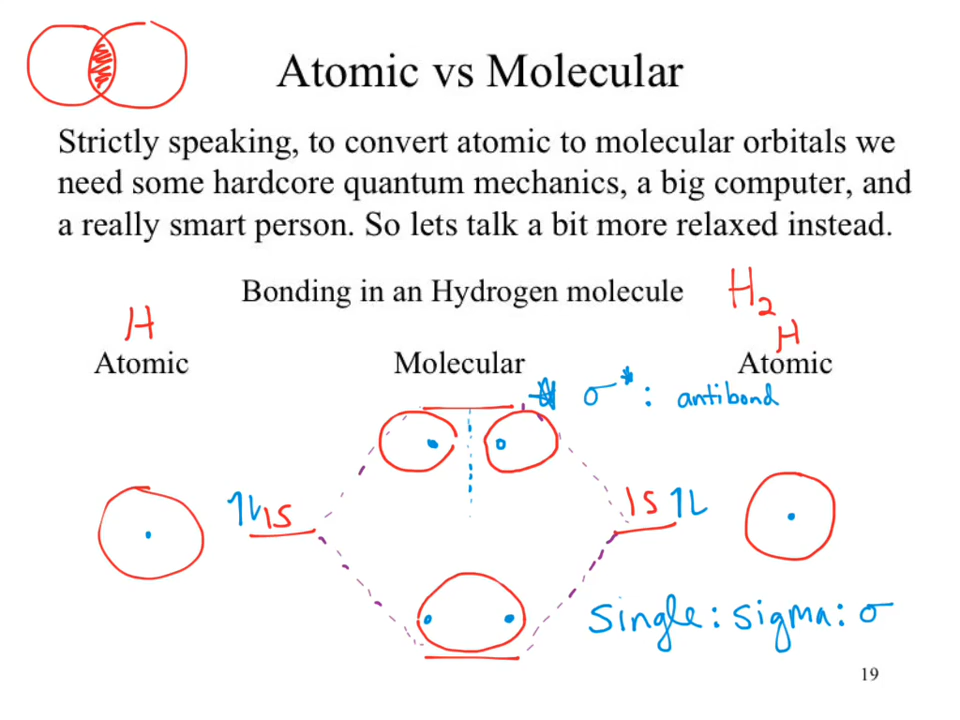 Atomic vs Molecular
Strictly speaking, to convert atomic to molecular orbitals we
need some hardcore quantum mechanics, a big computer, and
a really smart person. So lets talk a bit more relaxed instead.
Bonding in an Hydrogen molecule
H₂
H
H
Atomic
Molecular
Atomic
σ* : antibond
1s
1s
single : sigma : σ
19